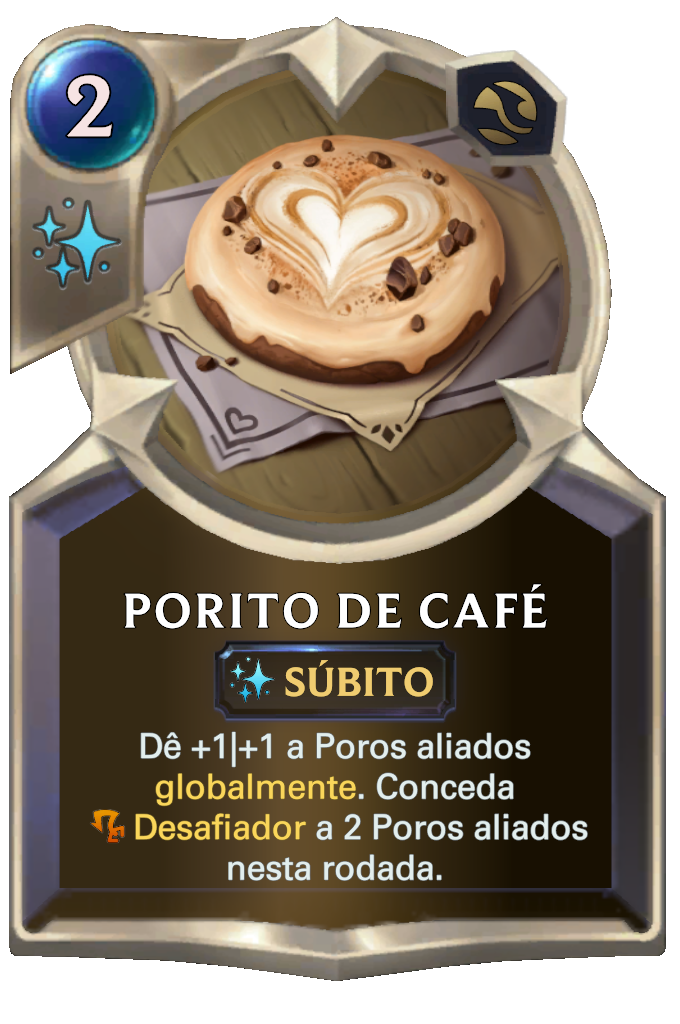 2
PORITO DE CAFÉ
SÚBITO
Dê +1|+1 a Poros aliados
globalmente. Conceda
Desafiador a 2 Poros aliados
nesta rodada.